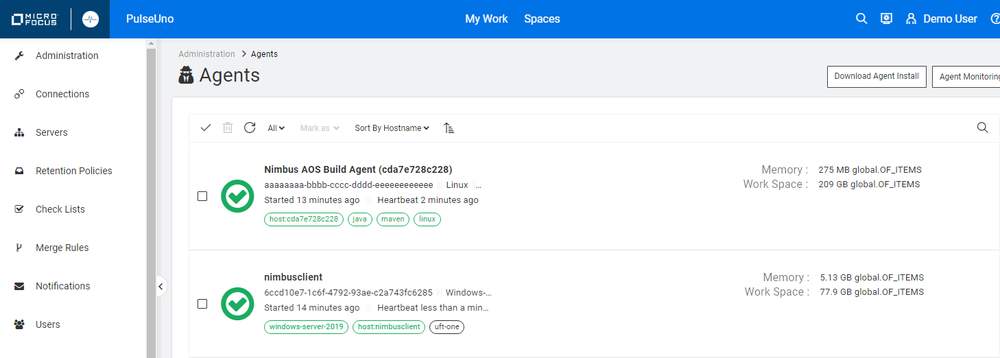 MICRO FOCUS PulseUno My Work Spaces Demo User
Administration
Connections
Servers
Retention Policies
Check Lists
Merge Rules
Notifications
Users
Administration > Agents
Agents
Download Agent Install Agent Monitoring
All Mark as Sort By Hostname
Nimbus AOS Build Agent (cda7e728c228)
aaaaaaaa-bbbb-cccc-dddd-eeeeeeeeeeee Linux ...
Started 13 minutes ago Heartbeat 2 minutes ago
host:cda7e728c228 java maven linux
Memory : 275 MB global.OF_ITEMS
Work Space : 209 GB global.OF_ITEMS
nimbusclient
6ccd10e7-1c6f-4792-93ae-c2a743fc6285 Windows-...
Started 14 minutes ago Heartbeat less than a min...
windows-server-2019 host:nimbusclient uft-one
Memory : 5.13 GB global.OF_ITEMS
Work Space : 77.9 GB global.OF_ITEMS